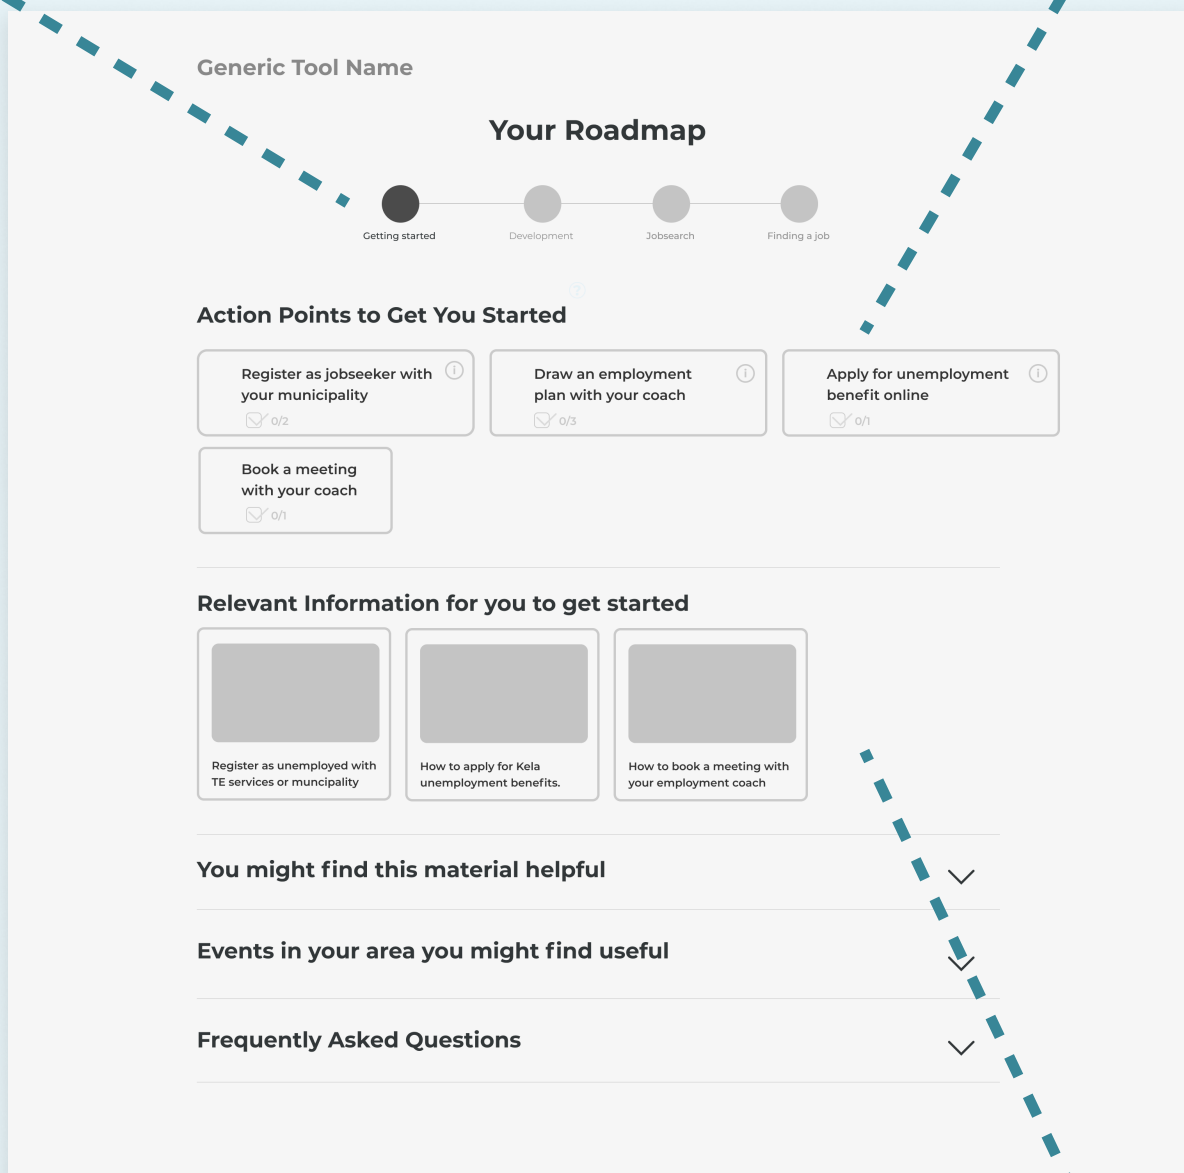 Generic Tool Name
Your Roadmap
Getting started
Development
Jobsearch
Finding a job
Action Points to Get You Started
Register as jobseeker with
your municipality
0/2
Draw an employment
plan with your coach
0/3
Apply for unemployment
benefit online
0/1
Book a meeting
with your coach
0/1
Relevant Information for you to get started
Register as unemployed with
TE services or muncipality
How to apply for Kela
unemployment benefits.
How to book a meeting with
your employment coach
You might find this material helpful
Events in your area you might find useful
Frequently Asked Questions